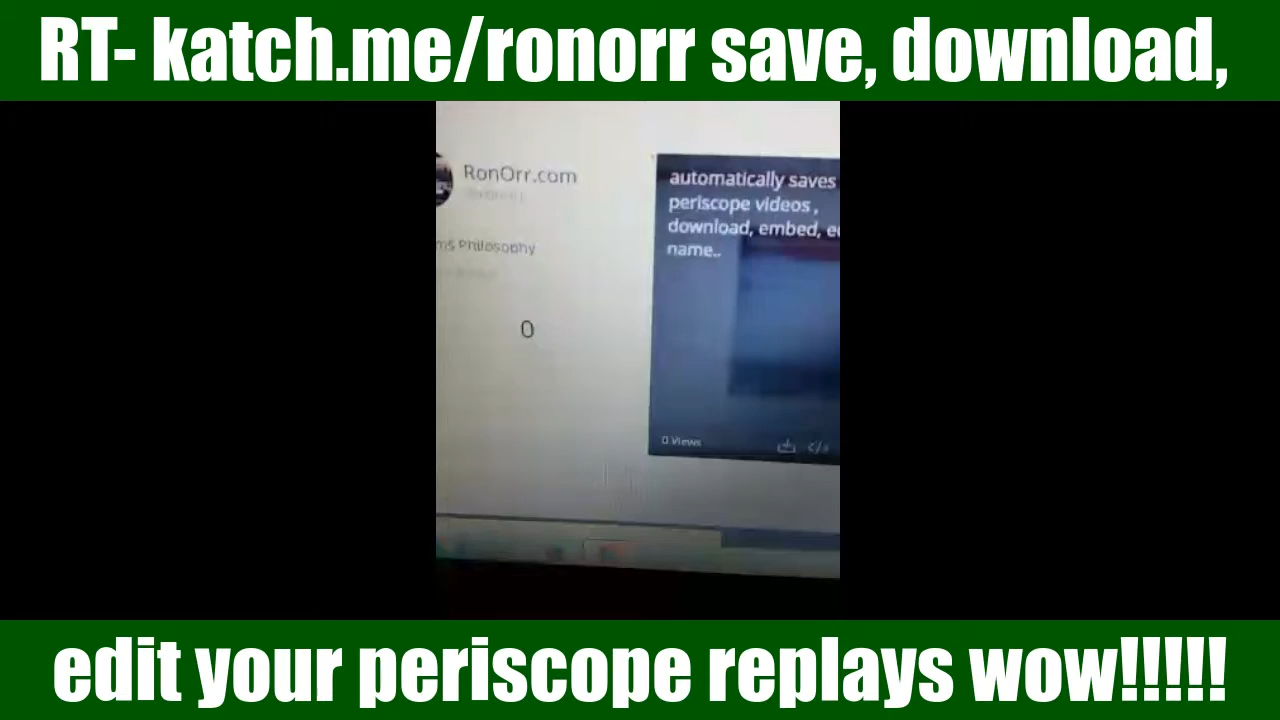 RT- katch.me/ronorr save, download,
RonOrr.com
automatically saves
periscope videos ,
download, embed,
name..
Philosophy
0
0 Views
edit your periscope replays wow!!!!!